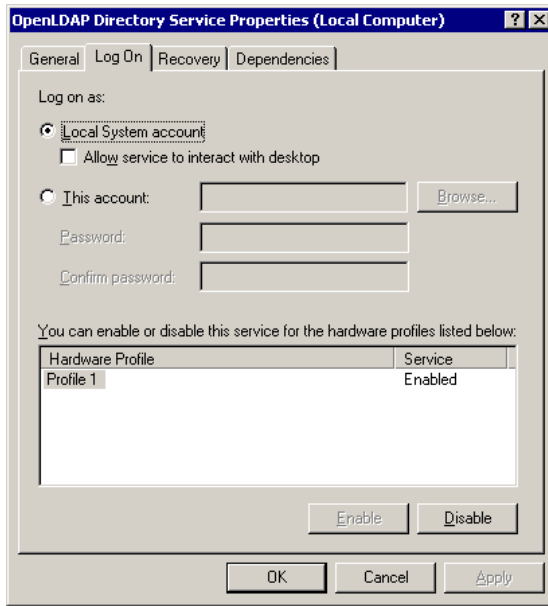 OpenLDAP Directory Service Properties (Local Computer)
General Log On Recovery Dependencies
Log on as:
Local System account
Allow service to interact with desktop
This account: Browse...
Password:
Confirm password:
You can enable or disable this service for the hardware profiles listed below:
Hardware Profile Service
Profile 1 Enabled
Enable Disable
OK Cancel Apply